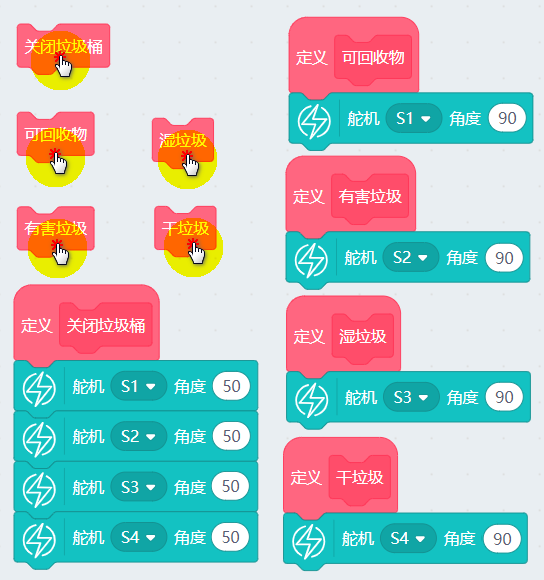 关闭垃圾桶
可回收物
湿垃圾
有害垃圾
干垃圾
定义 关闭垃圾桶
舵机 S1 角度 50
舵机 S2 角度 50
舵机 S3 角度 50
舵机 S4 角度 50
定义 可回收物
舵机 S1 角度 90
定义 有害垃圾
舵机 S2 角度 90
定义 湿垃圾
舵机 S3 角度 90
定义 干垃圾
舵机 S4 角度 90